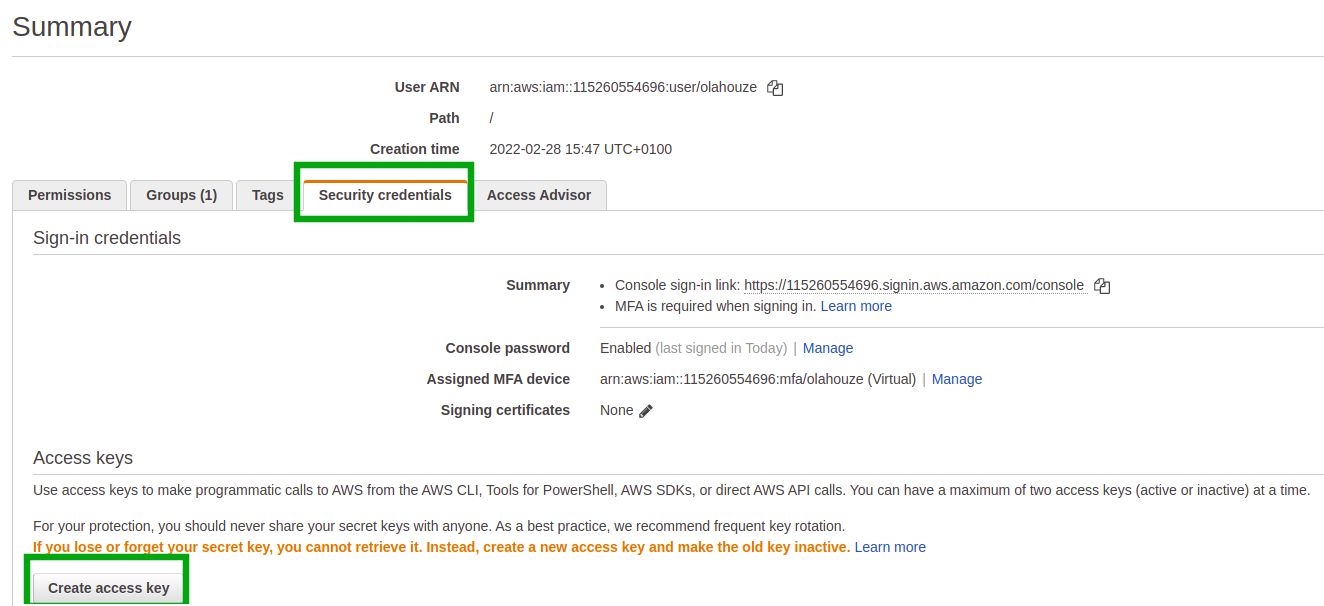 Summary
User ARN arn:aws:iam::115260554696:user/olahouze
Path /
Creation time 2022-02-28 15:47 UTC+0100
Permissions Groups (1) Tags Security credentials Access Advisor
Sign-in credentials
Summary • Console sign-in link: https://115260554696.signin.aws.amazon.com/console
• MFA is required when signing in. Learn more
Console password Enabled (last signed in Today) | Manage
Assigned MFA device arn:aws:iam::115260554696:mfa/olahouze (Virtual) | Manage
Signing certificates None
Access keys
Use access keys to make programmatic calls to AWS from the AWS CLI, Tools for PowerShell, AWS SDKs, or direct AWS API calls. You can have a maximum of two access keys (active or inactive) at a time.
For your protection, you should never share your secret keys with anyone. As a best practice, we recommend frequent key rotation.
If you lose or forget your secret key, you cannot retrieve it. Instead, create a new access key and make the old key inactive. Learn more
Create access key